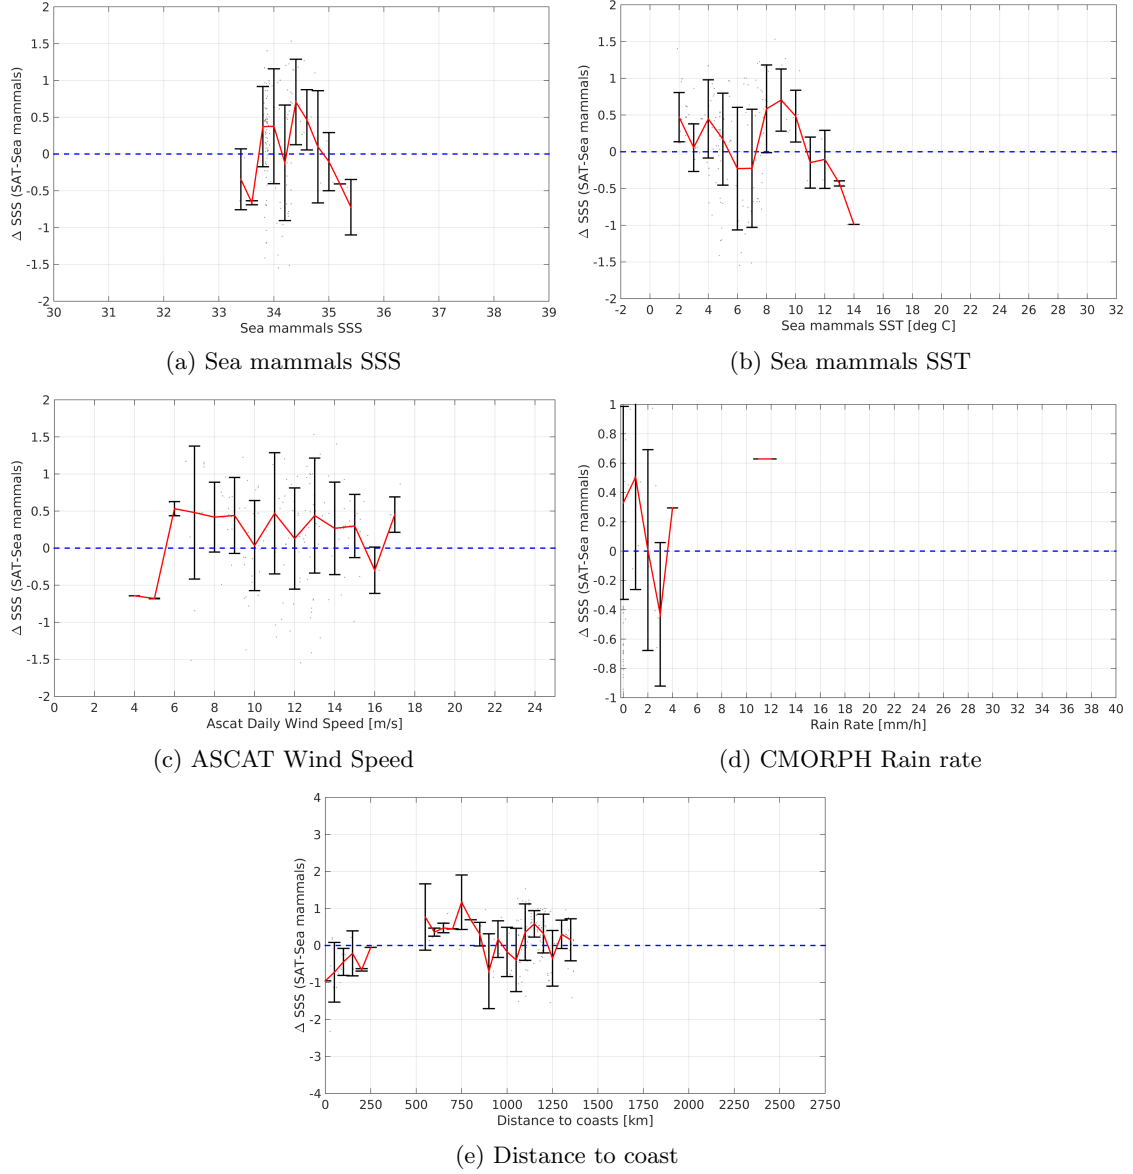 2
1.5
1
0.5
0
-0.5
-1
-1.5
-2
Δ SSS (SAT-Sea mammals)
30 31 32 33 34 35 36 37 38 39
Sea mammals SSS
(a) Sea mammals SSS
2
1.5
1
0.5
0
-0.5
-1
-1.5
-2
Δ SSS (SAT-Sea mammals)
-2 0 2 4 6 8 10 12 14 16 18 20 22 24 26 28 30 32
Sea mammals SST [deg C]
(b) Sea mammals SST
2
1.5
1
0.5
0
-0.5
-1
-1.5
-2
Δ SSS (SAT-Sea mammals)
0 2 4 6 8 10 12 14 16 18 20 22 24
Ascat Daily Wind Speed [m/s]
(c) ASCAT Wind Speed
1
0.8
0.6
0.4
0.2
0
-0.2
-0.4
-0.6
-0.8
-1
Δ SSS (SAT-Sea mammals)
0 2 4 6 8 10 12 14 16 18 20 22 24 26 28 30 32 34 36 38 40
Rain Rate [mm/h]
(d) CMORPH Rain rate
4
3
2
1
0
-1
-2
-3
-4
Δ SSS (SAT-Sea mammals)
0 250 500 750 1000 1250 1500 1750 2000 2250 2500 2750
Distance to coasts [km]
(e) Distance to coast